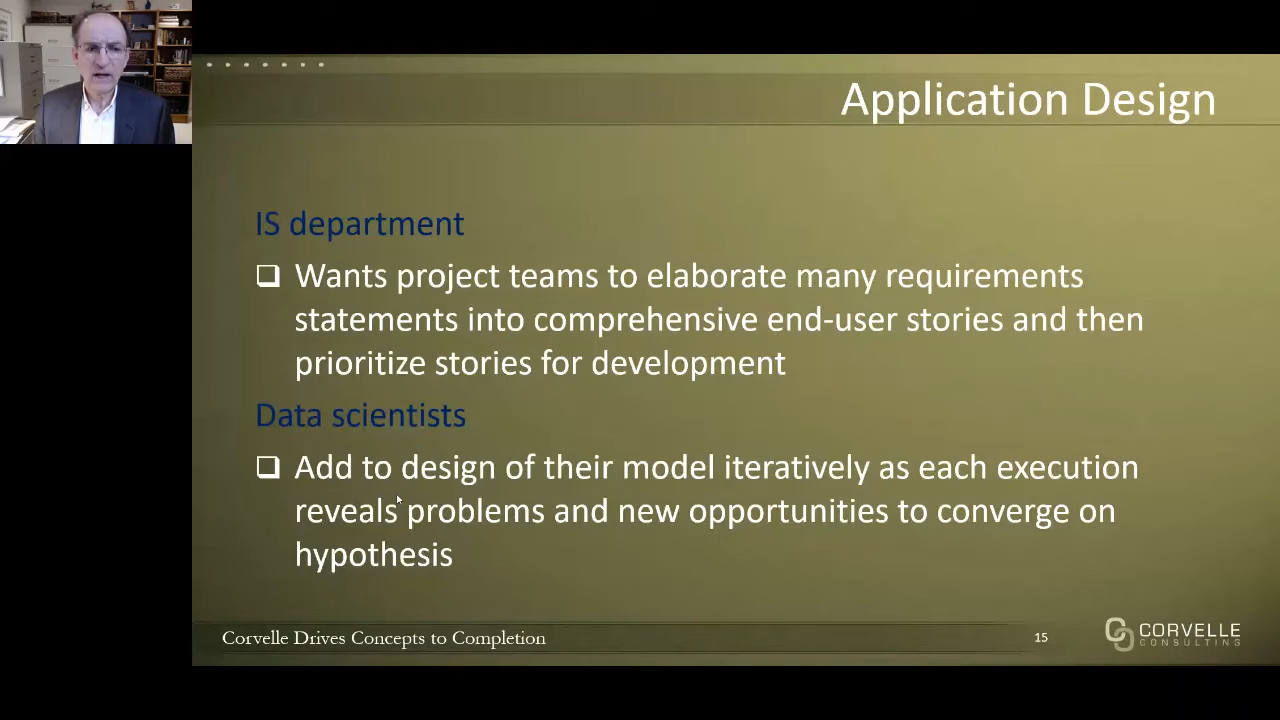 Application Design
IS department
Wants project teams to elaborate many requirements
statements into comprehensive end-user stories and then
prioritize stories for development
Data scientists
Add to design of their model iteratively as each execution
reveals problems and new opportunities to converge on
hypothesis
Corvelle Drives Concepts to Completion
15
CORVELLE
CONSULTING